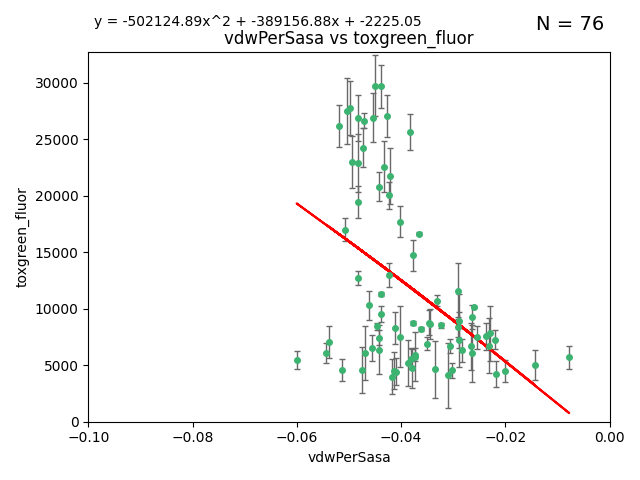 y = -502124.89x^2 + -389156.88x + -2225.05
N = 76
vdwPerSasa vs toxgreen_fluor
30000
25000
20000
15000
10000
5000
0
toxgreen_fluor
−0.10
−0.08
−0.06
−0.04
−0.02
0.00
vdwPerSasa